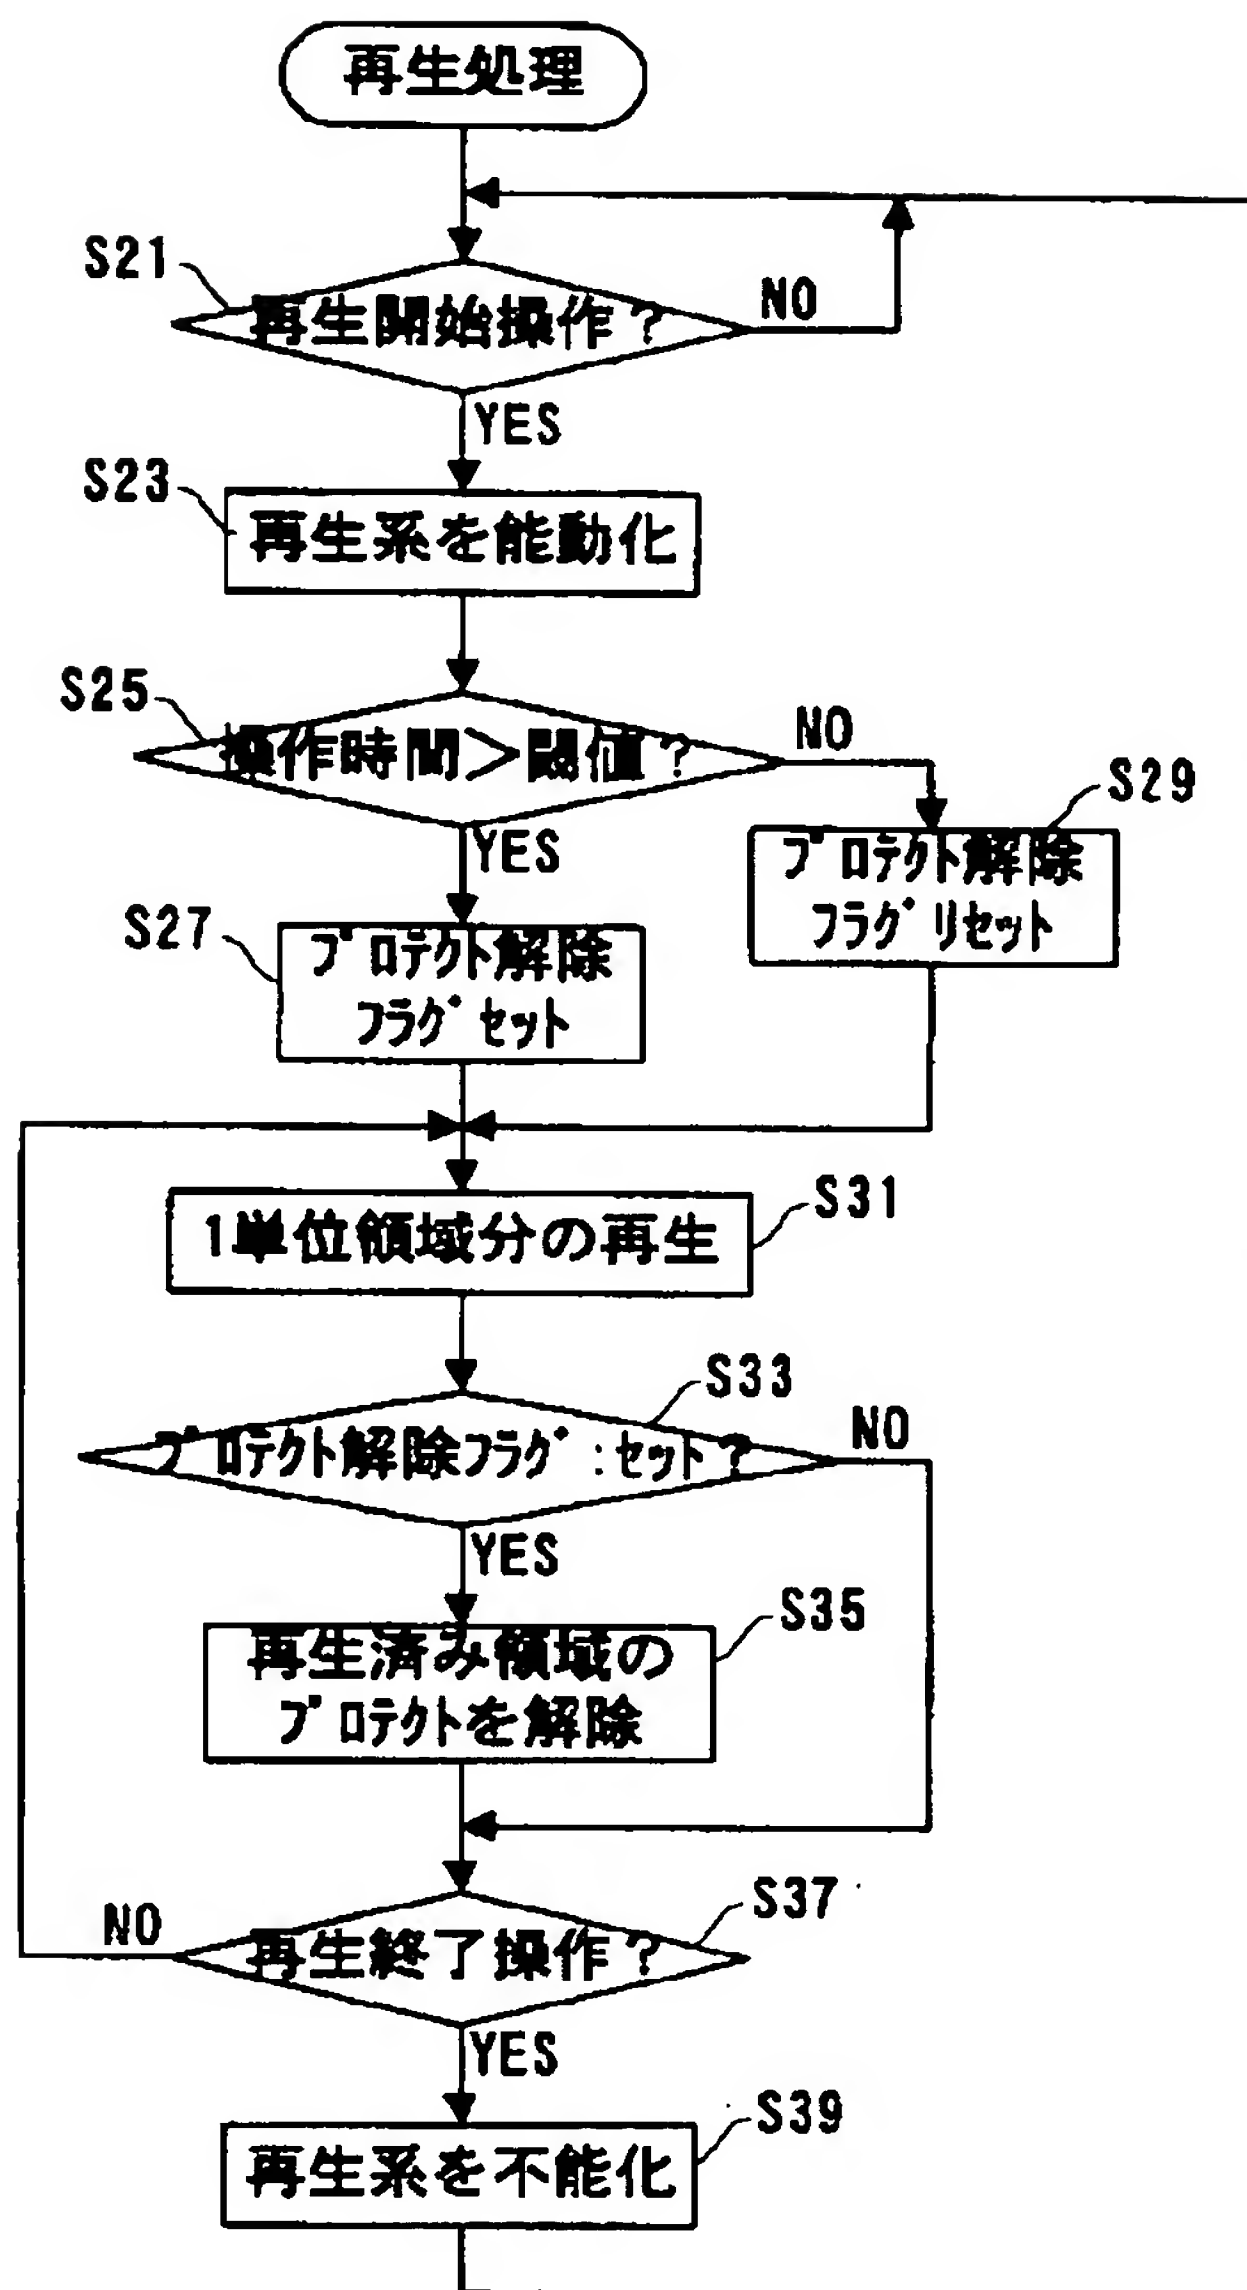 再生処理
S21
再生開始操作?
NO
YES
S23
再生系を能動化
S25
操作時間>閾値?
NO
YES
S29
プロテクト解除
フラグリセット
S27
プロテクト解除
フラグセット
S31
1単位領域分の再生
S33
プロテクト解除フラグ:セット?
NO
YES
S35
再生済み領域の
プロテクトを解除
S37
再生終了操作?
NO
YES
S39
再生系を不能化